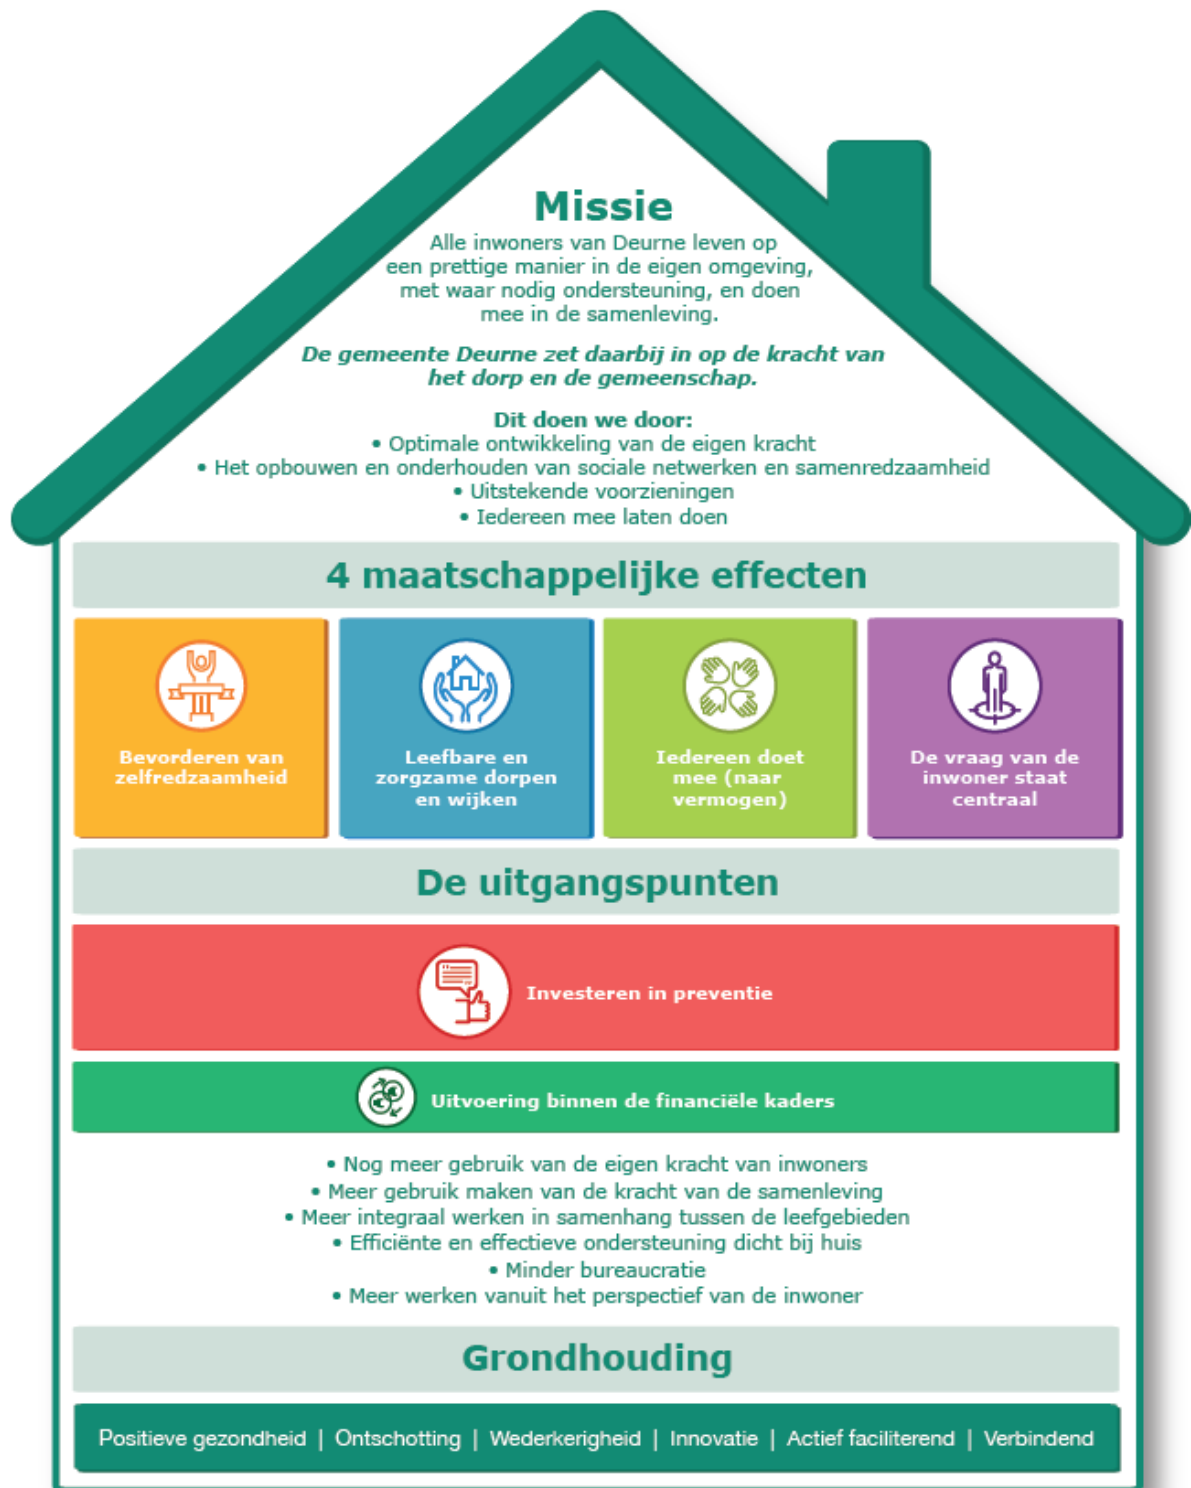 Missie
Alle inwoners van Deurne leven op
een prettige manier in de eigen omgeving,
met waar nodig ondersteuning, en doen
mee in de samenleving.
De gemeente Deurne zet daarbij in op de kracht van
het dorp en de gemeenschap.
Dit doen we door:
• Optimale ontwikkeling van de eigen kracht
• Het opbouwen en onderhouden van sociale netwerken en samenredzaamheid
• Uitstekende voorzieningen
• Iedereen mee laten doen
4 maatschappelijke effecten
Bevorderen van
zelfredzaamheid
Leefbare en
zorgzame dorpen
en wijken
Iedereen doet
mee (naar
vermogen)
De vraag van de
inwoner staat
centraal
De uitgangspunten
Investeren in preventie
Uitvoering binnen de financiële kaders
• Nog meer gebruik van de eigen kracht van inwoners
• Meer gebruik maken van de kracht van de samenleving
• Meer integraal werken in samenhang tussen de leefgebieden
• Efficiënte en effectieve ondersteuning dicht bij huis
• Minder bureaucratie
• Meer werken vanuit het perspectief van de inwoner
Grondhouding
Positieve gezondheid | Ontschotting | Wederkerigheid | Innovatie | Actief faciliterend | Verbindend